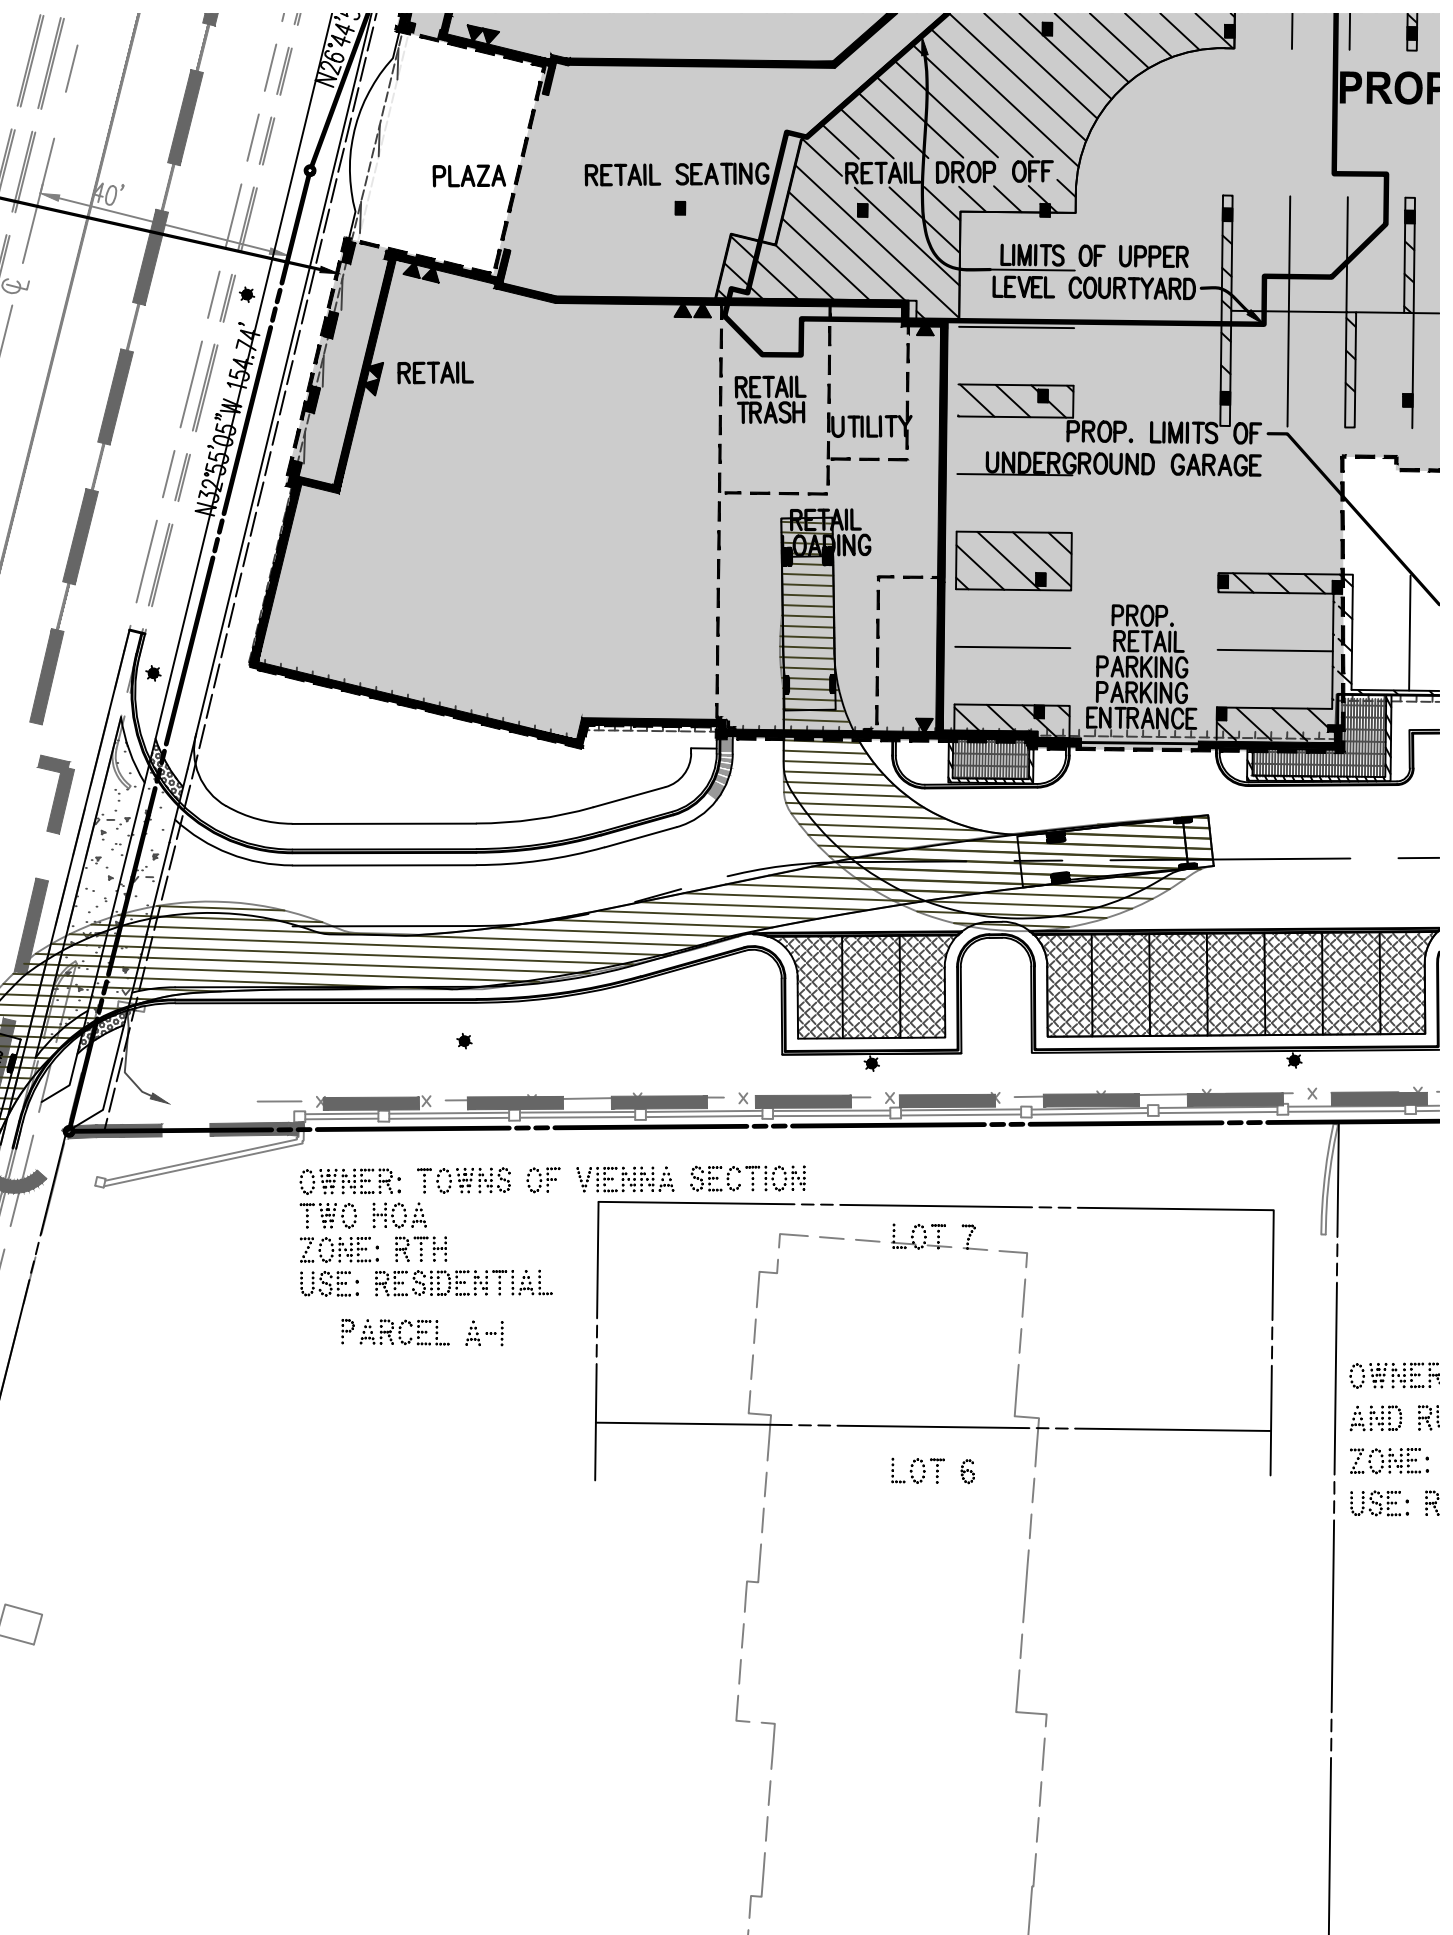 N26°44'
PROP
PLAZA
RETAIL SEATING
RETAIL DROP OFF
40'
LIMITS OF UPPER
LEVEL COURTYARD
N32°55'05"W 154.74'
RETAIL
RETAIL
TRASH
UTILITY
PROP. LIMITS OF
UNDERGROUND GARAGE
RETAIL
LOADING
PROP.
RETAIL
PARKING
PARKING
ENTRANCE
OWNER: TOWNS OF VIENNA SECTION
TWO HOA
ZONE: RTH
USE: RESIDENTIAL
PARCEL A-1
LOT 7
LOT 6
OWNER
AND RU
ZONE:
USE: R